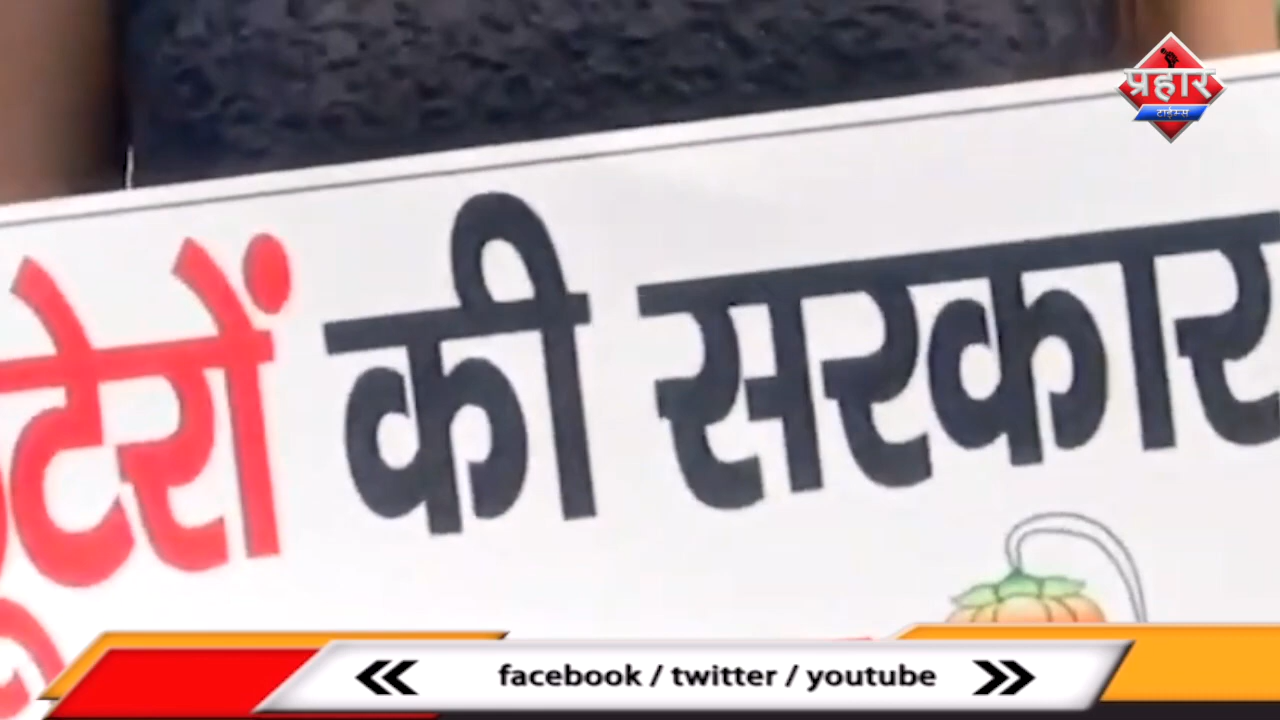 प्रहार
टाईम्स
की सरकार
facebook / twitter / youtube